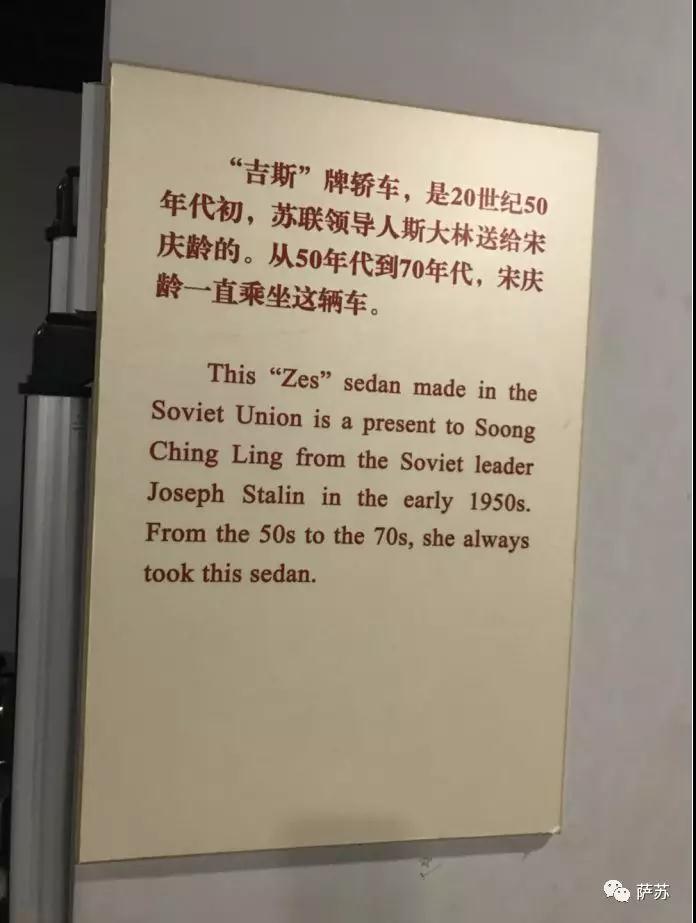 “吉斯”牌轿车，是20世纪50
年代初，苏联领导人斯大林送给宋
庆龄的。从50年代到70年代，宋庆
龄一直乘坐这辆车。
This “Zes” sedan made in the
Soviet Union is a present to Soong
Ching Ling from the Soviet leader
Joseph Stalin in the early 1950s.
From the 50s to the 70s, she always
took this sedan.
萨苏